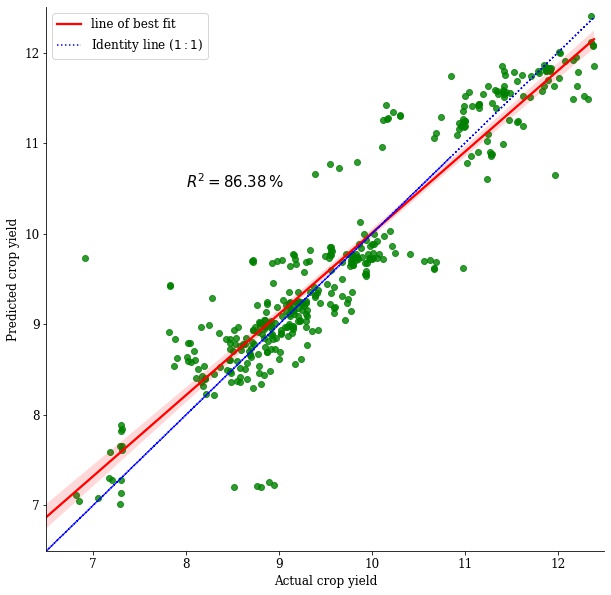 line of best fit
Identity line (1 : 1)
12
11
R² = 86.38 %
10
9
8
7
Predicted crop yield
7 8 9 10 11 12
Actual crop yield